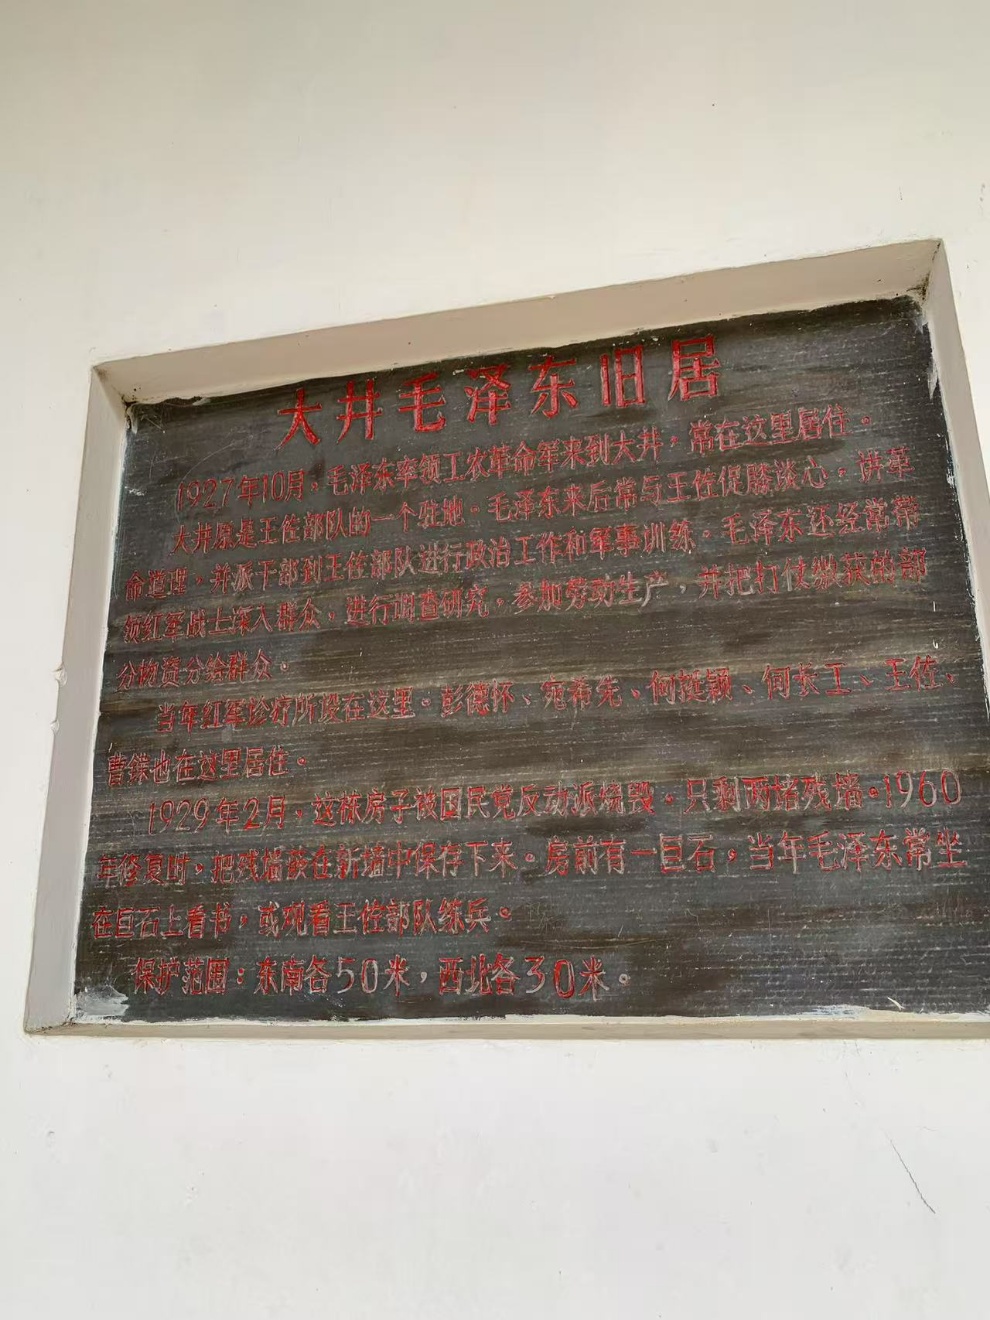 大井毛泽东旧居
1927年10月，毛泽东率领工农革命军来到大井，常在这里居住。
大井原是王佐部队的一个驻地。毛泽东来后常与王佐促膝谈心，讲革
命道理，并派干部到王佐部队进行政治工作和军事训练。毛泽东还经常带
领红军战士深入群众，进行调查研究，参加劳动生产，并把打仗缴获的部
分物资分给群众。
当年红军诊疗所设在这里。彭德怀、宛希先、何挺颖、何长工、王佐、
曹镔也在这里居住。
1929年2月，这栋房子被国民党反动派烧毁。只剩两堵残墙。1960
年修复时，把残墙嵌在新墙中保存下来。房前有一巨石，当年毛泽东常坐
在巨石上看书，或观看王佐部队练兵。
保护范围：东南各50米，西北各30米。